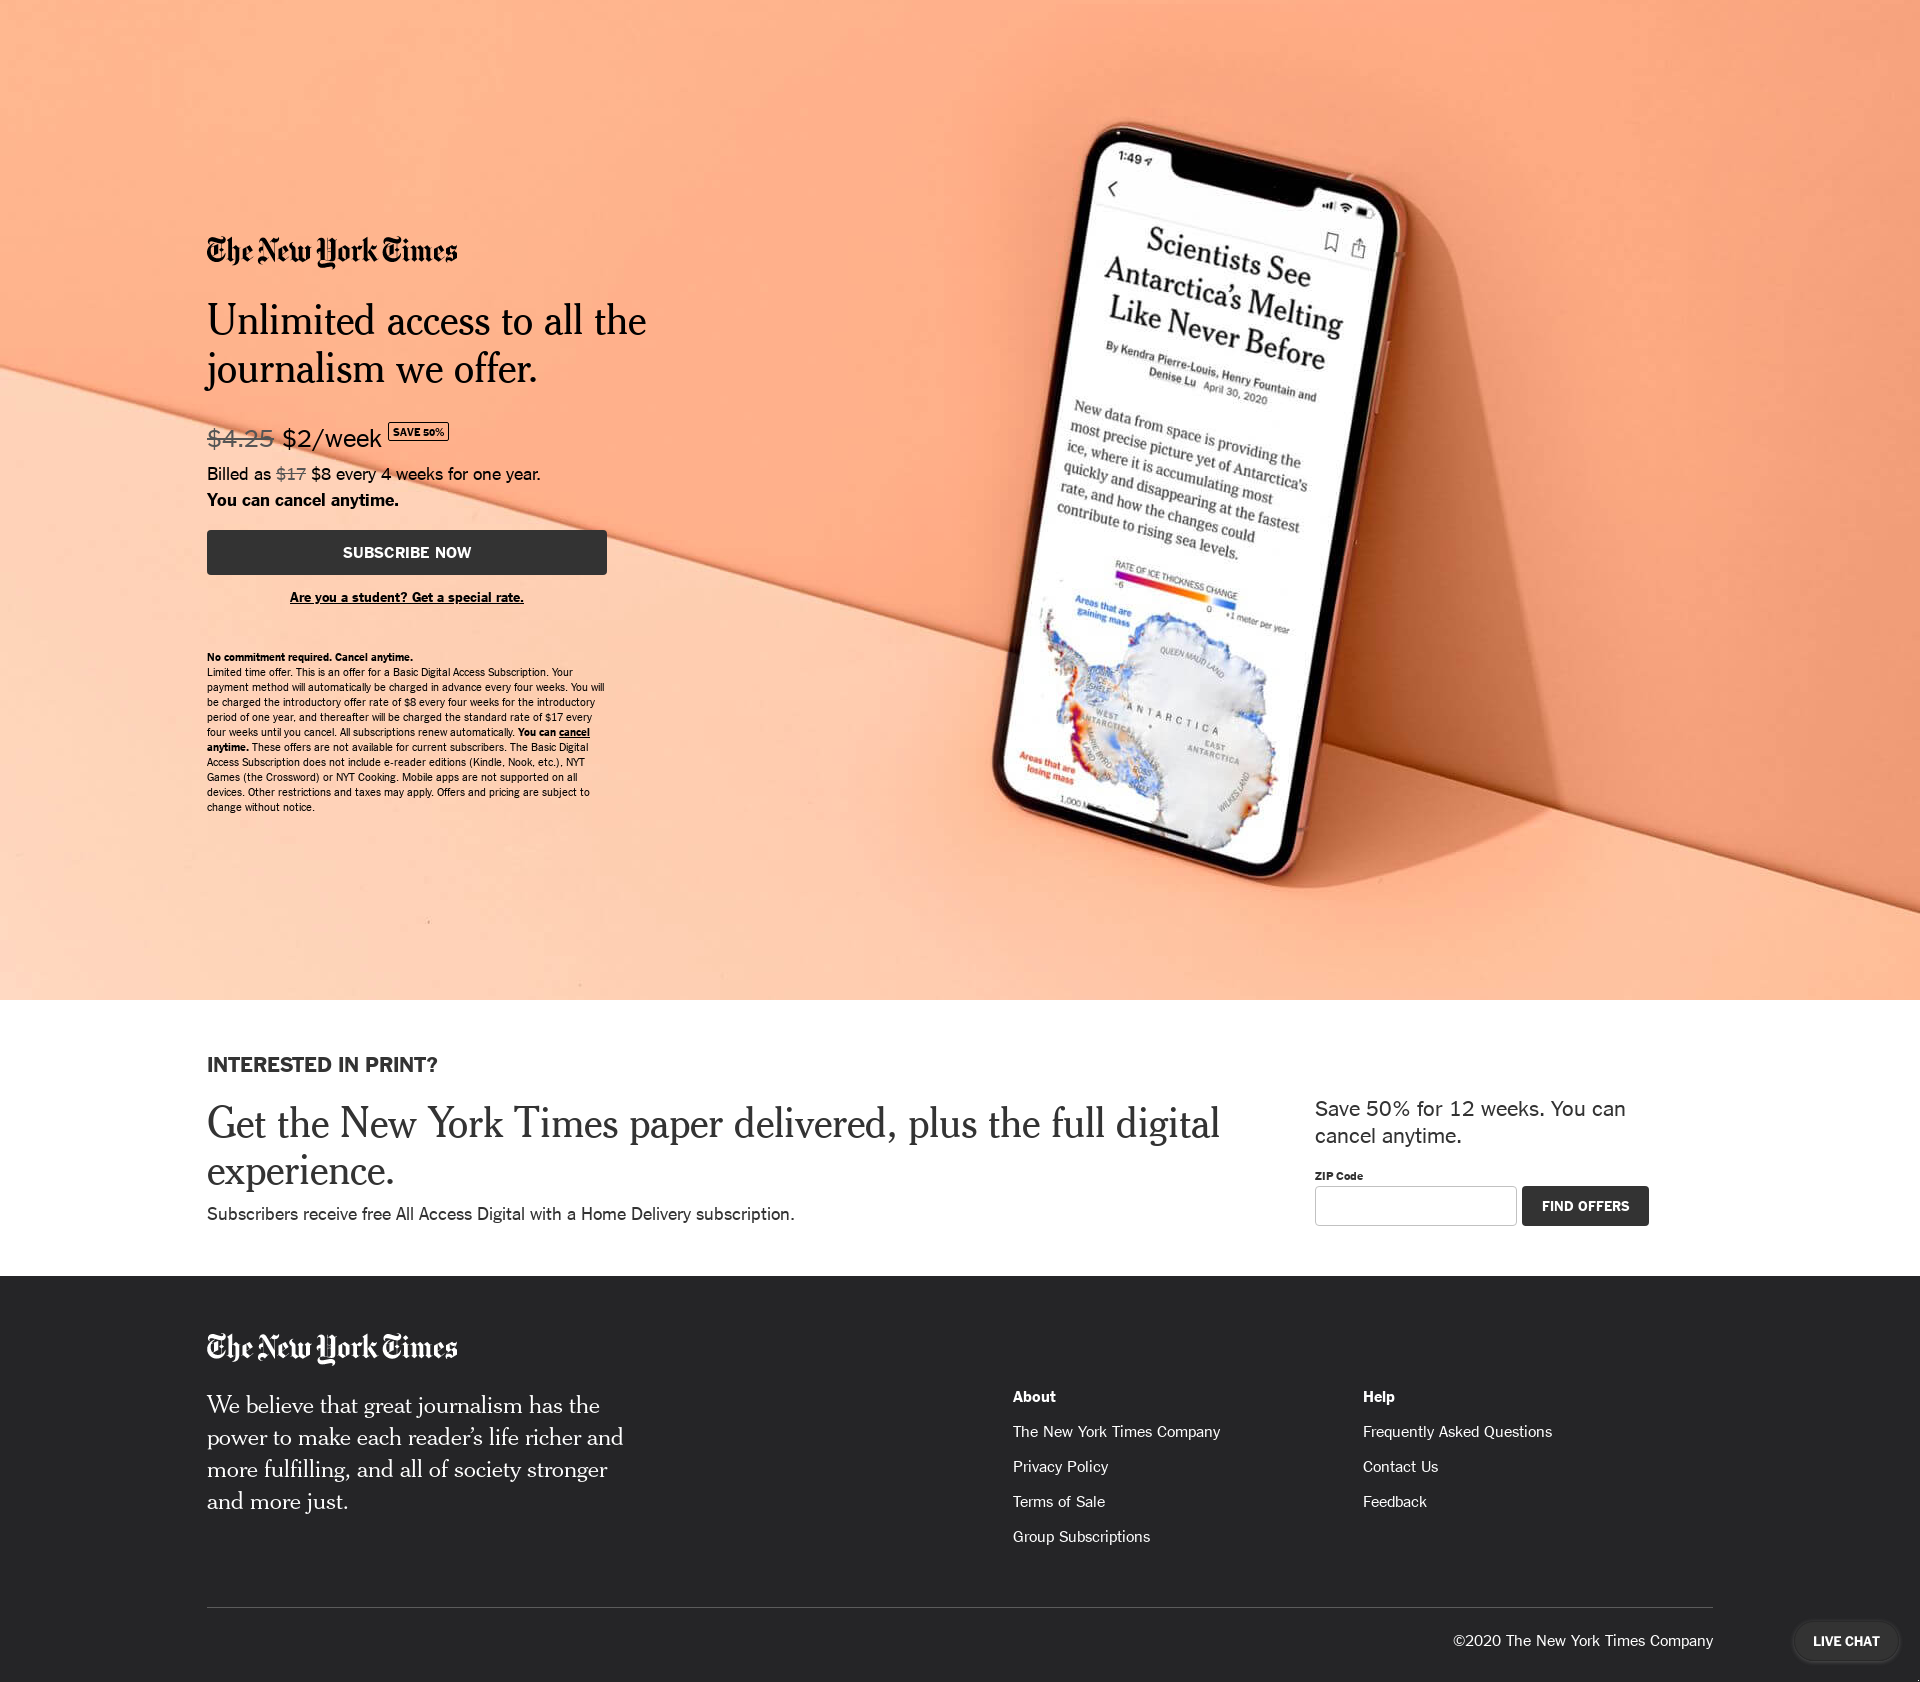 The New York Times
Unlimited access to all the
journalism we offer.
$4.25 $2/week SAVE 50%
Billed as $17 $8 every 4 weeks for one year.
You can cancel anytime.
SUBSCRIBE NOW
Are you a student? Get a special rate.
No commitment required. Cancel anytime.
Limited time offer. This is an offer for a Basic Digital Access Subscription. Your
payment method will automatically be charged in advance every four weeks. You will
be charged the introductory offer rate of $8 every four weeks for the introductory
period of one year, and thereafter will be charged the standard rate of $17 every
four weeks until you cancel. All subscriptions renew automatically. You can cancel
anytime. These offers are not available for current subscribers. The Basic Digital
Access Subscription does not include e-reader editions (Kindle, Nook, etc.), NYT
Games (the Crossword) or NYT Cooking. Mobile apps are not supported on all
devices. Other restrictions and taxes may apply. Offers and pricing are subject to
change without notice.
1:49
Scientists See
Antarctica's Melting
Like Never Before
By Kendra Pierre-Louis, Henry Fountain and
Denise Lu April 30, 2020
New data from space is providing the
most precise picture yet of Antarctica's
ice, where it is accumulating most
quickly and disappearing at the fastest
rate, and how the changes could
contribute to rising sea levels.
RATE OF ICE THICKNESS CHANGE
-6 0 +1 meter per year
Areas that are
gaining mass
QUEEN MAUD LAND
ANTARCTICA
WEST
ANTARCTICA
EAST
ANTARCTICA
MARIE BYRD
LAND
WILKES LAND
Areas that are
losing mass
1,000
INTERESTED IN PRINT?
Get the New York Times paper delivered, plus the full digital
experience.
Subscribers receive free All Access Digital with a Home Delivery subscription.
Save 50% for 12 weeks. You can
cancel anytime.
ZIP Code
FIND OFFERS
The New York Times
We believe that great journalism has the
power to make each reader's life richer and
more fulfilling, and all of society stronger
and more just.
About
The New York Times Company
Privacy Policy
Terms of Sale
Group Subscriptions
Help
Frequently Asked Questions
Contact Us
Feedback
©2020 The New York Times Company
LIVE CHAT